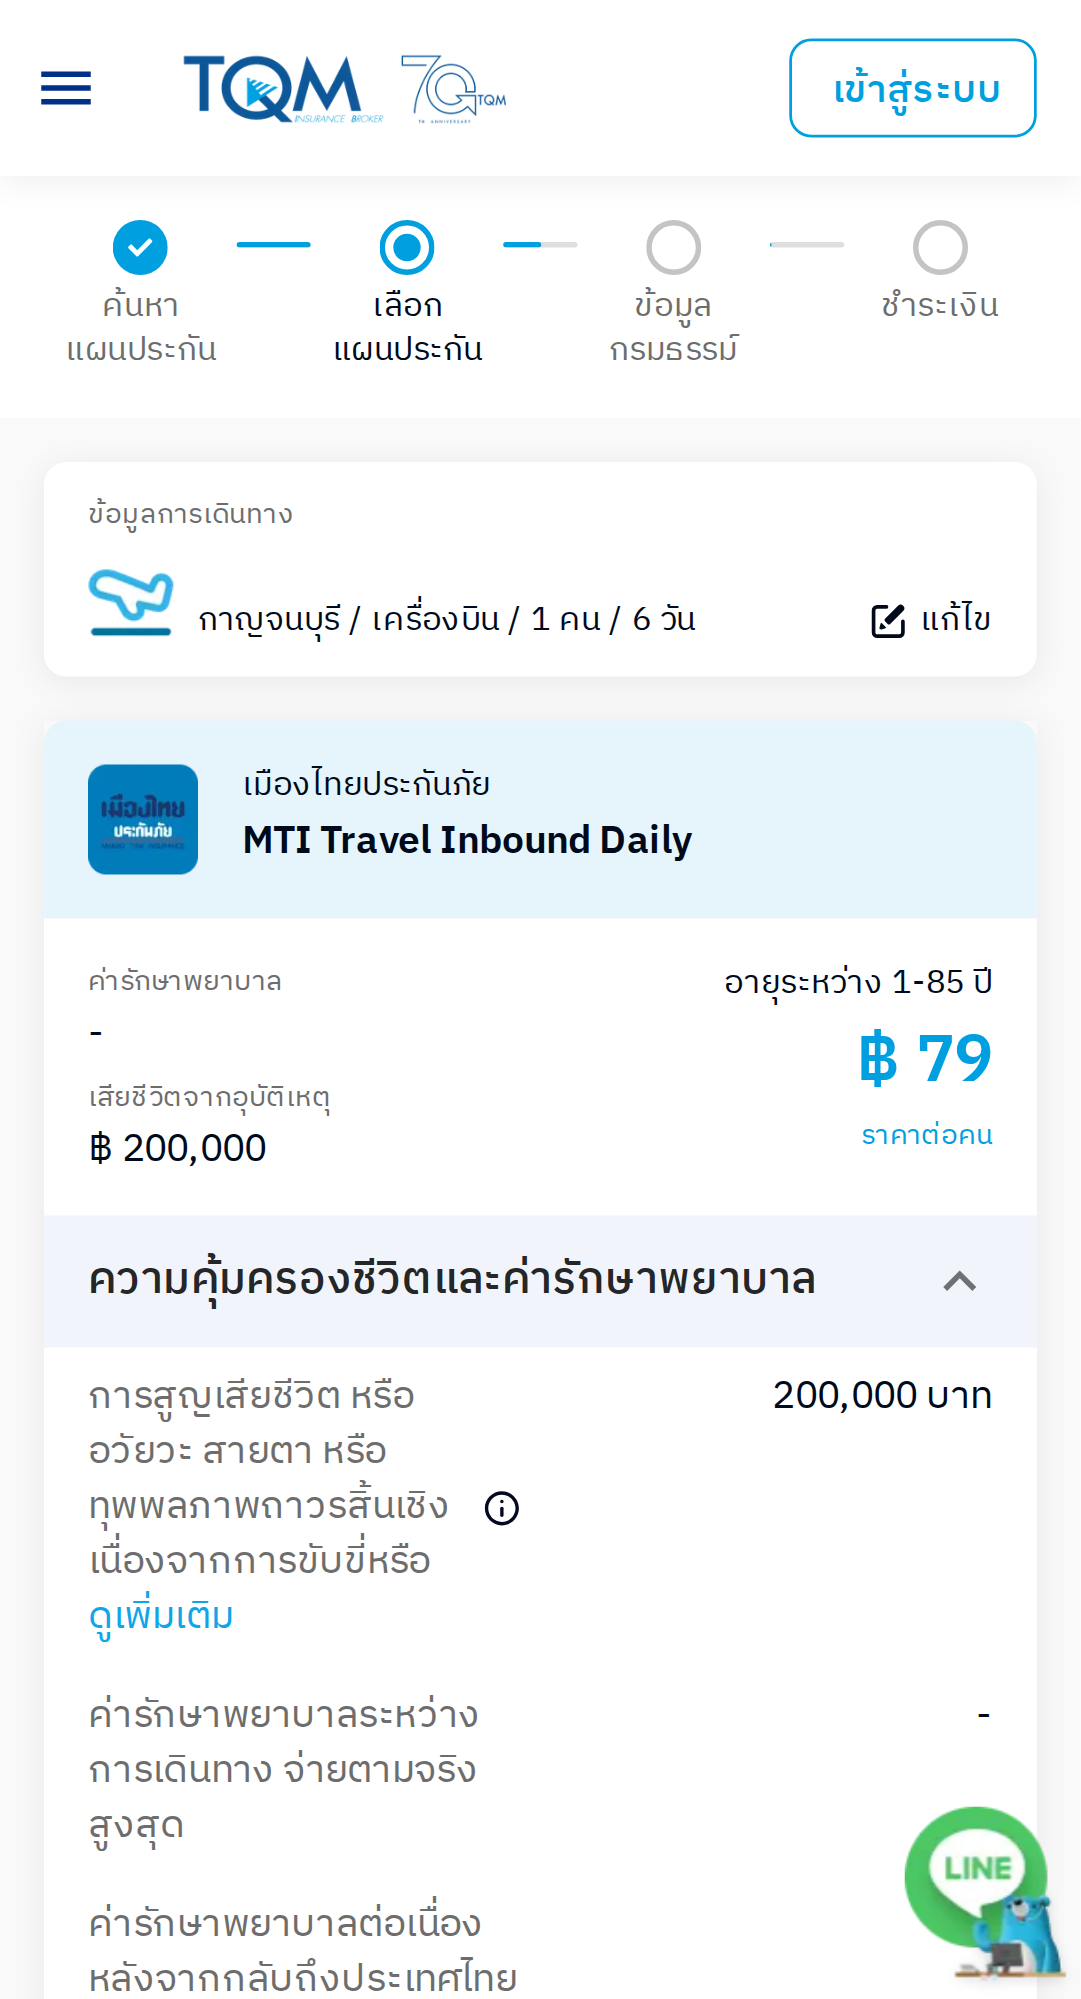 TQM
INSURANCE BROKER
70
TQM
TH ANNIVERSARY
เข้าสู่ระบบ
ค้นหา
แผนประกัน
เลือก
แผนประกัน
ข้อมูล
กรมธรรม์
ชำระเงิน
ข้อมูลการเดินทาง
กาญจนบุรี / เครื่องบิน / 1 คน / 6 วัน
แก้ไข
เมืองไทย
ประกันภัย
เมืองไทยประกันภัย
MTI Travel Inbound Daily
ค่ารักษาพยาบาล
-
เสียชีวิตจากอุบัติเหตุ
฿ 200,000
อายุระหว่าง 1-85 ปี
฿ 79
ราคาต่อคน
ความคุ้มครองชีวิตและค่ารักษาพยาบาล
การสูญเสียชีวิต หรือ
อวัยวะ สายตา หรือ
ทุพพลภาพถาวรสิ้นเชิง
เนื่องจากการขับขี่หรือ
ดูเพิ่มเติม
200,000 บาท
ค่ารักษาพยาบาลระหว่าง
การเดินทาง จ่ายตามจริง
สูงสุด
-
LINE
ค่ารักษาพยาบาลต่อเนื่อง
หลังจากกลับถึงประเทศไทย